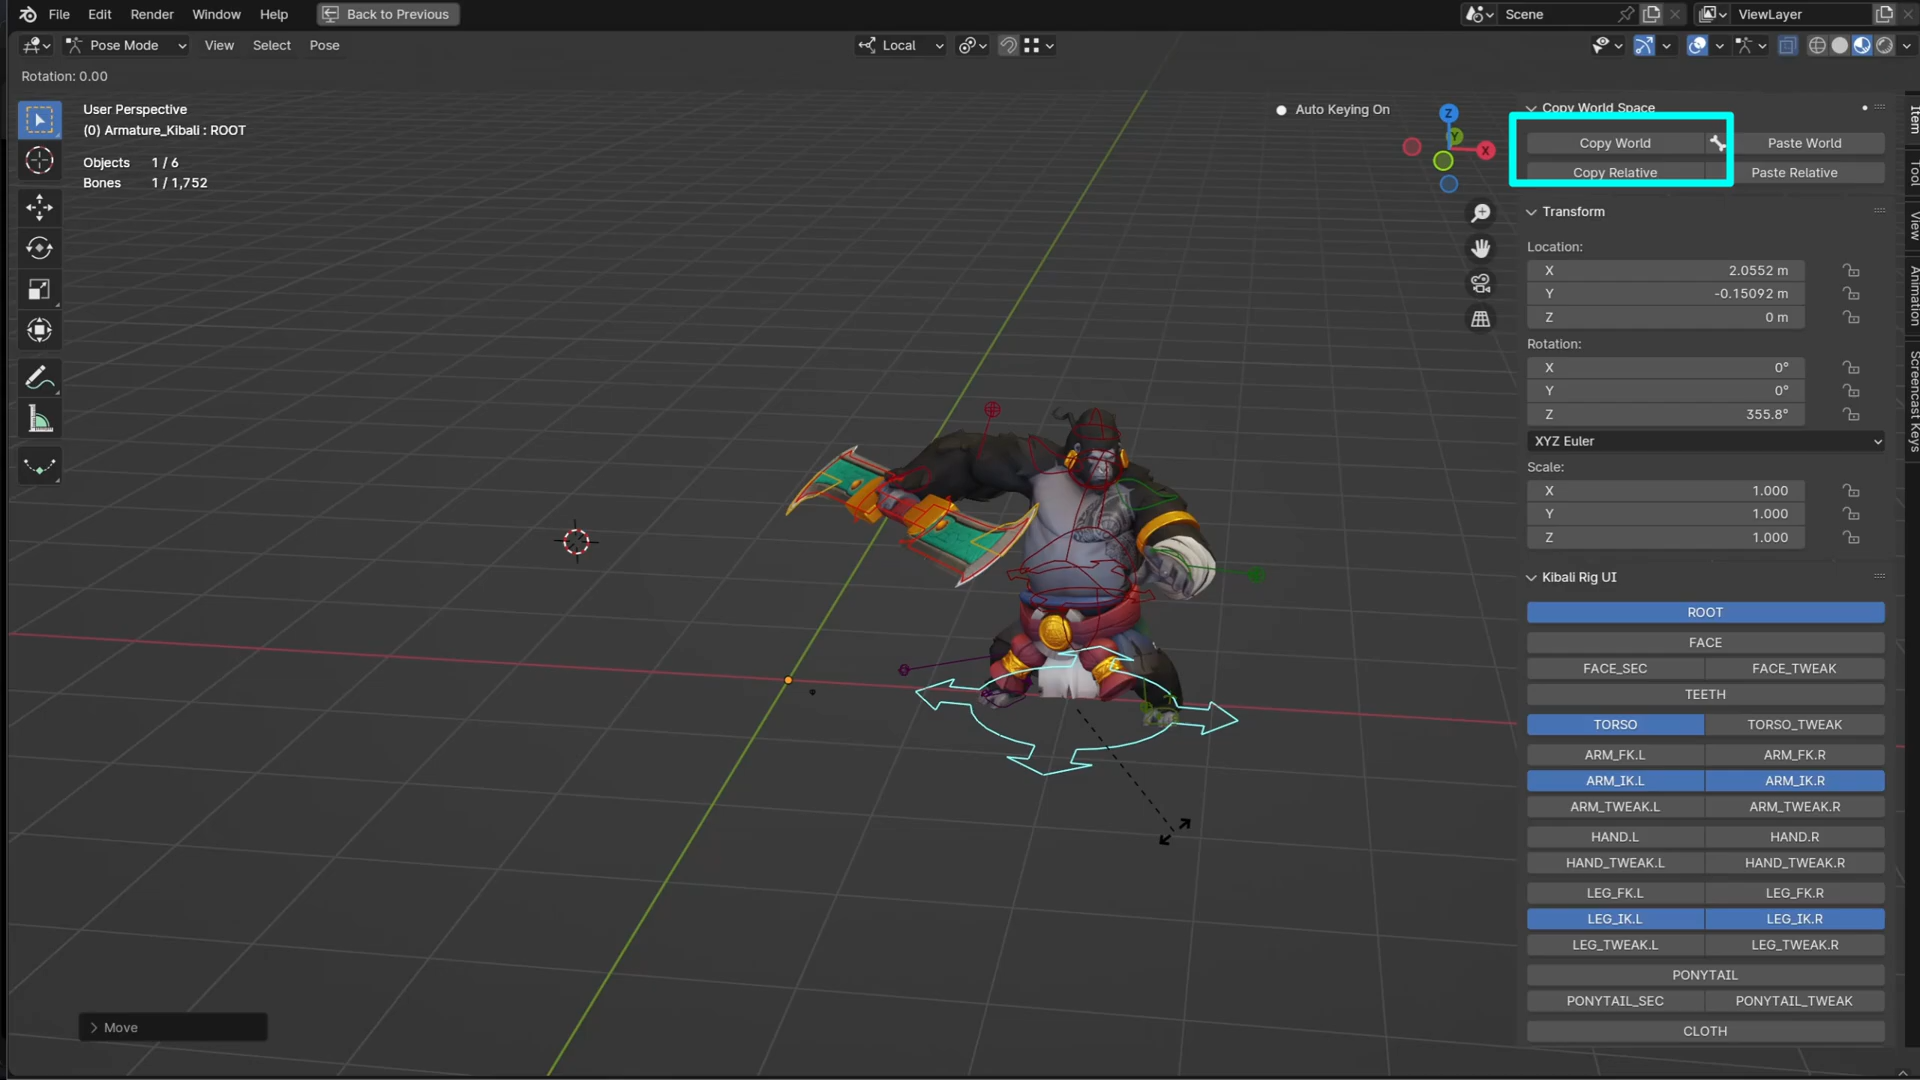 File Edit Render Window Help Back to Previous Scene ViewLayer
Pose Mode View Select Pose Local
Rotation: 0.00
User Perspective
(0) Armature_Kibali : ROOT
Objects 1 / 6
Bones 1 / 1,752
Auto Keying On
Z
Y
X
Move
Copy World Space
Copy World Paste World
Copy Relative Paste Relative
Transform
Location:
X 2.0552 m
Y -0.15092 m
Z 0 m
Rotation:
X 0°
Y 0°
Z 355.8°
XYZ Euler
Scale:
X 1.000
Y 1.000
Z 1.000
Kibali Rig UI
ROOT
FACE
FACE_SEC FACE_TWEAK
TEETH
TORSO TORSO_TWEAK
ARM_FK.L ARM_FK.R
ARM_IK.L ARM_IK.R
ARM_TWEAK.L ARM_TWEAK.R
HAND.L HAND.R
HAND_TWEAK.L HAND_TWEAK.R
LEG_FK.L LEG_FK.R
LEG_IK.L LEG_IK.R
LEG_TWEAK.L LEG_TWEAK.R
PONYTAIL
PONYTAIL_SEC PONYTAIL_TWEAK
CLOTH
Item
Tool
View
Animation
Screencast Keys